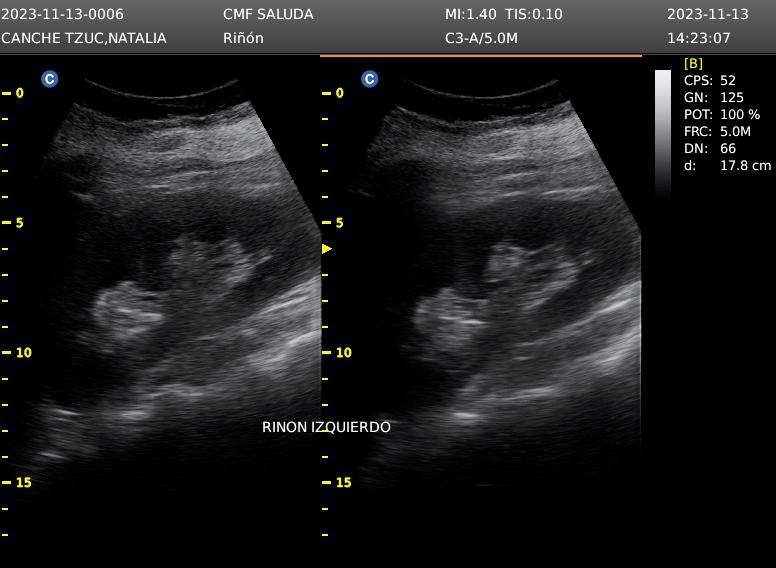 2023-11-13-0006 CMF SALUDA MI:1.40 TIS:0.10 2023-11-13
CANCHE TZUC,NATALIA Riñón C3-A/5.0M 14:23:07
[B]
C C
CPS: 52
GN: 125
POT: 100 %
FRC: 5.0M
DN: 66
d: 17.8 cm
0 0
5 5
10 10
RINON IZQUIERDO
15 15